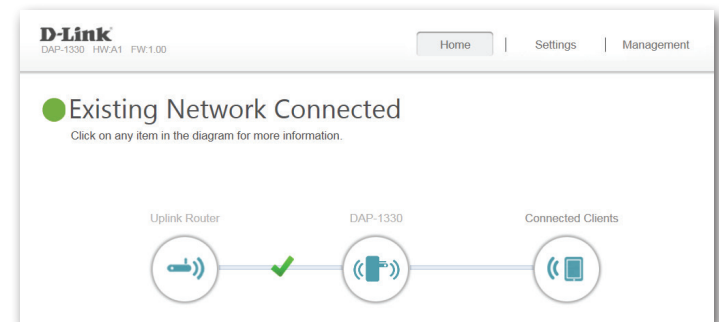 D-Link
DAP-1330 HW:A1 FW:1.00
Home | Settings | Management
Existing Network Connected
Click on any item in the diagram for more information.
Uplink Router DAP-1330 Connected Clients